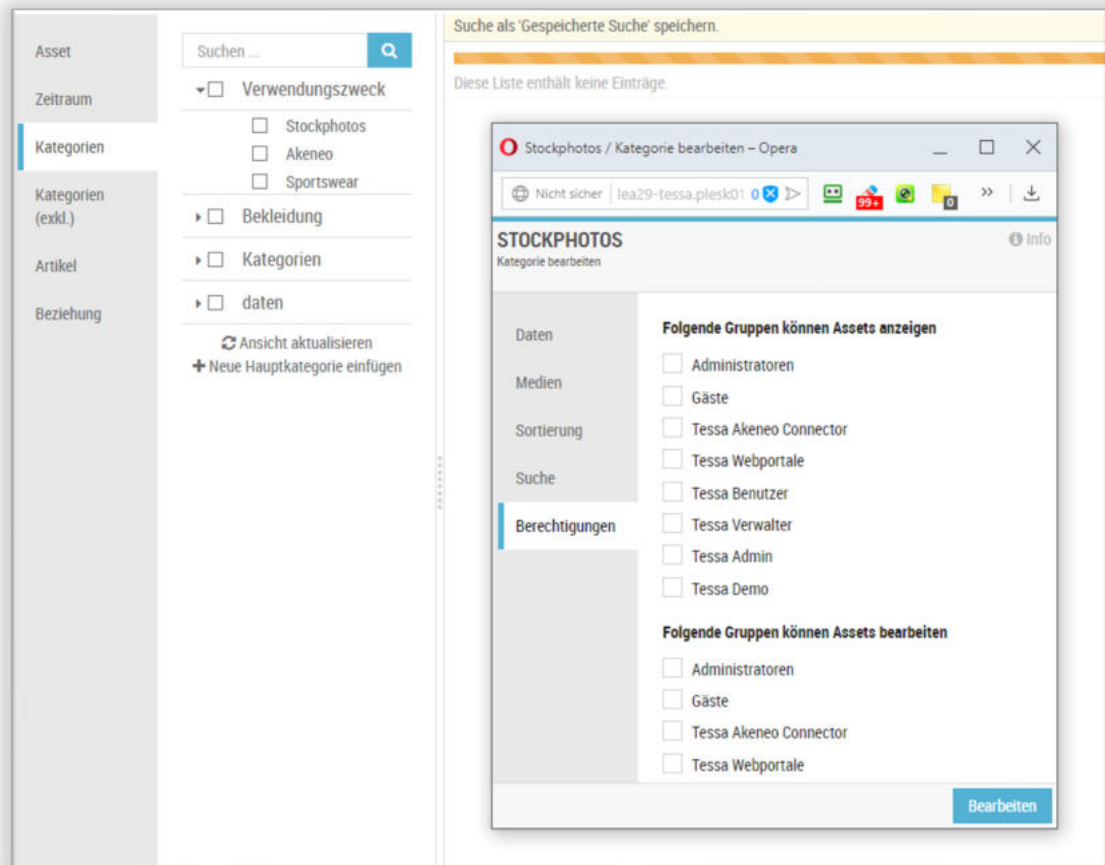 Asset
Zeitraum
Kategorien
Kategorien
(exkl.)
Artikel
Beziehung
Suchen ...
Verwendungszweck
Stockphotos
Akeneo
Sportswear
Bekleidung
Kategorien
daten
Ansicht aktualisieren
Neue Hauptkategorie einfügen
Suche als 'Gespeicherte Suche' speichern.
Diese Liste enthält keine Einträge.
Stockphotos / Kategorie bearbeiten – Opera
Nicht sicher lea29-tessa.plesk01 0 99+ 0 »
STOCKPHOTOS
Info
Kategorie bearbeiten
Daten
Medien
Sortierung
Suche
Berechtigungen
Folgende Gruppen können Assets anzeigen
Administratoren
Gäste
Tessa Akeneo Connector
Tessa Webportale
Tessa Benutzer
Tessa Verwalter
Tessa Admin
Tessa Demo
Folgende Gruppen können Assets bearbeiten
Administratoren
Gäste
Tessa Akeneo Connector
Tessa Webportale
Bearbeiten